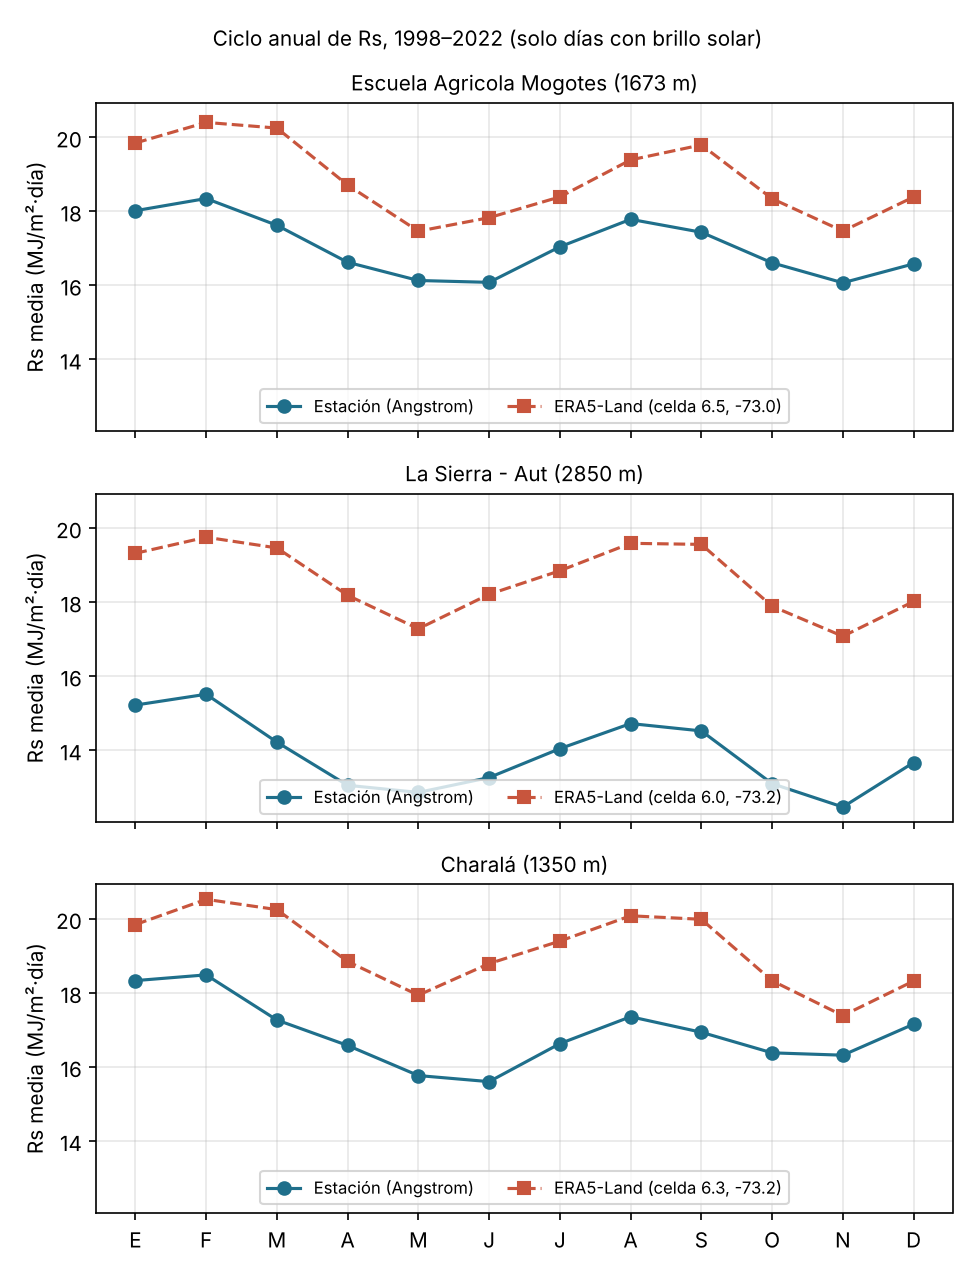 Ciclo anual de Rs, 1998–2022 (solo días con brillo solar)
Escuela Agricola Mogotes (1673 m)
Rs media (MJ/m²·día)
20
18
16
14
Estación (Angstrom)
ERA5-Land (celda 6.5, -73.0)
La Sierra - Aut (2850 m)
Rs media (MJ/m²·día)
20
18
16
14
Estación (Angstrom)
ERA5-Land (celda 6.0, -73.2)
Charalá (1350 m)
Rs media (MJ/m²·día)
20
18
16
14
Estación (Angstrom)
ERA5-Land (celda 6.3, -73.2)
E F M A M J J A S O N D